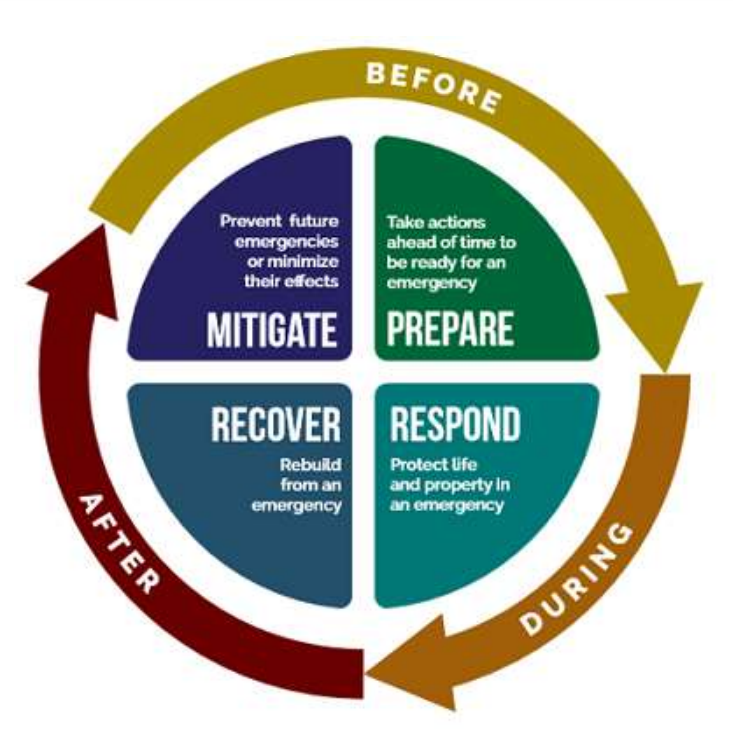 BEFORE
Prevent future
emergencies
or minimize
their effects
MITIGATE
Take actions
ahead of time to
be ready for an
emergency
PREPARE
RECOVER
Rebuild
from an
emergency
RESPOND
Protect life
and property in
an emergency
AFTER
DURING